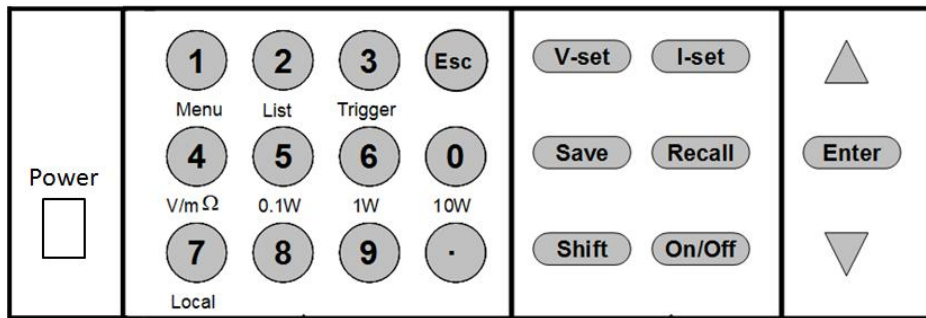 1 2 3 Esc V-set I-set
Menu List Trigger
4 5 6 0 Save Recall Enter
Power
V/mΩ 0.1W 1W 10W
7 8 9 . Shift On/Off
Local